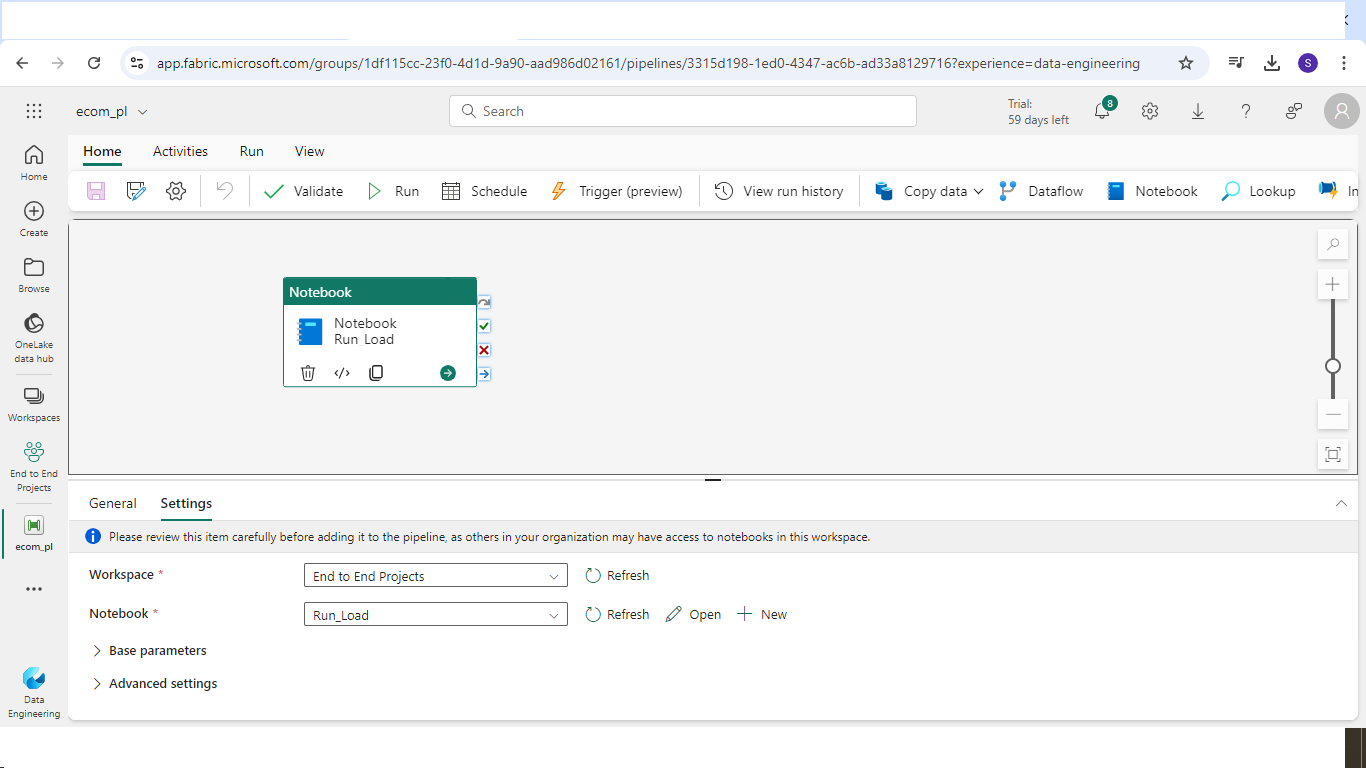 app.fabric.microsoft.com/groups/1df115cc-23f0-4d1d-9a90-aad986d02161/pipelines/3315d198-1ed0-4347-ac6b-ad33a8129716?experience=data-engineering
S
ecom_pl
Search
Trial:
59 days left
8
Home
Activities
Run
View
Validate
Run
Schedule
Trigger (preview)
View run history
Copy data
Dataflow
Notebook
Lookup
In
Home
Create
Browse
OneLake
data hub
Workspaces
End to End
Projects
ecom_pl
Data
Engineering
Notebook
Notebook
Run_Load
General
Settings
Please review this item carefully before adding it to the pipeline, as others in your organization may have access to notebooks in this workspace.
Workspace *
End to End Projects
Refresh
Notebook *
Run_Load
Refresh
Open
New
Base parameters
Advanced settings